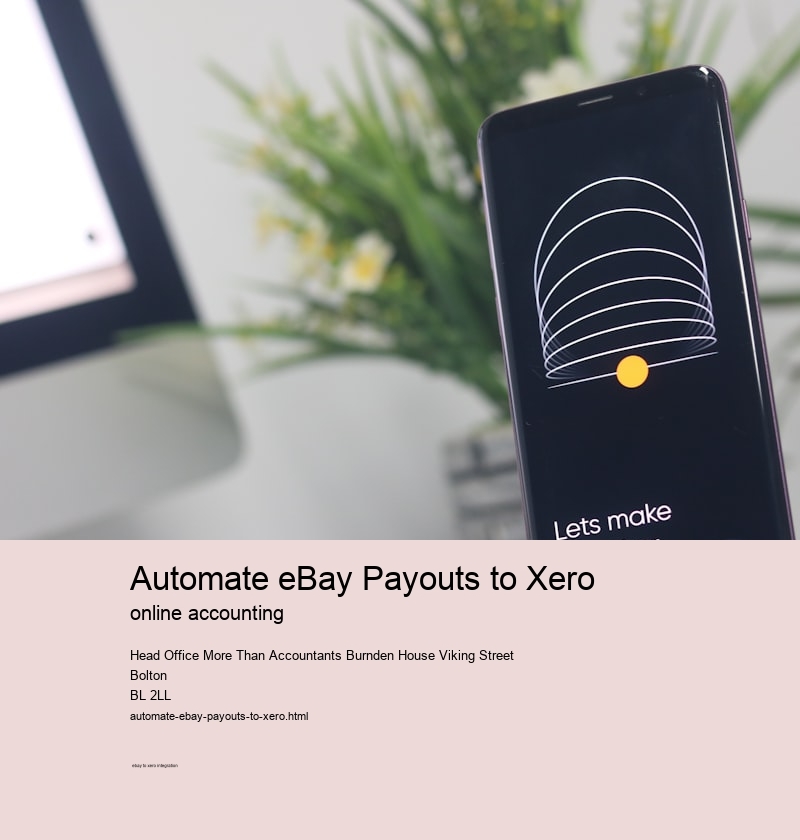 Lets make
Automate eBay Payouts to Xero
online accounting
Head Office More Than Accountants Burnden House Viking Street
Bolton
BL 2LL
automate-ebay-payouts-to-xero.html
ebay to xero integration